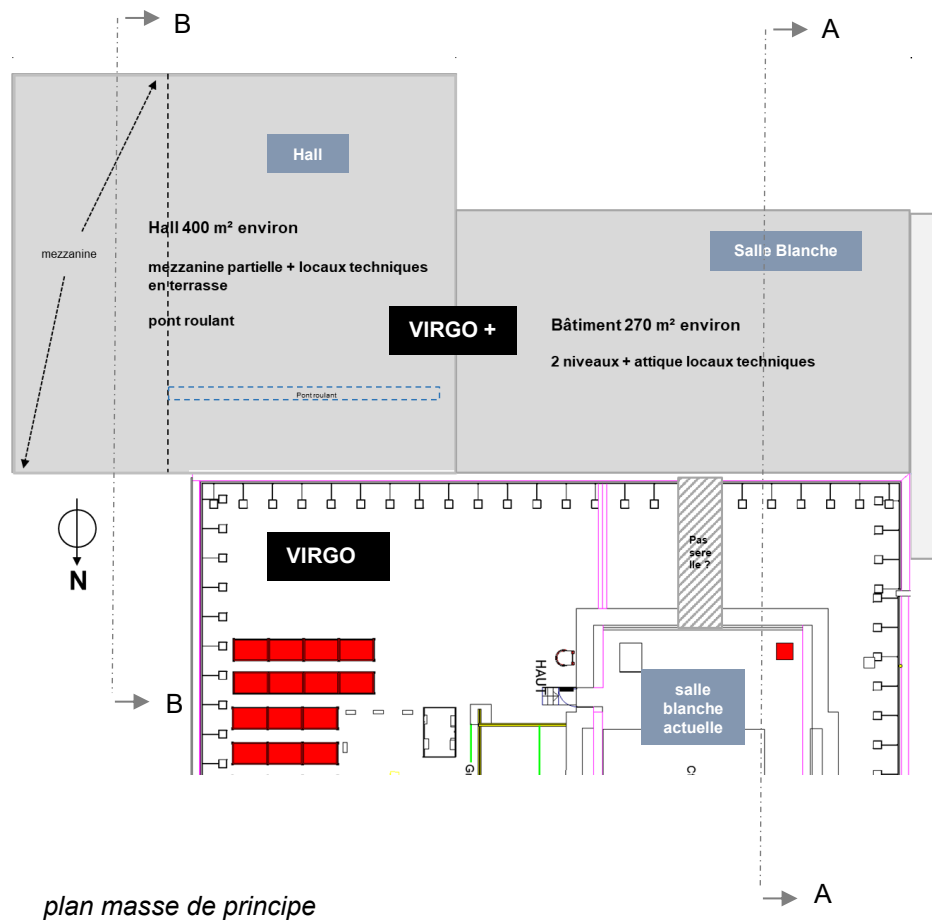 B
A
Hall
Hall 400 m² environ
mezzanine
Salle Blanche
mezzanine partielle + locaux techniques
en terrasse
pont roulant
VIRGO +
Bâtiment 270 m² environ
2 niveaux + attique locaux techniques
Pont roulant
Pas
sere
lle ?
VIRGO
N
HAUT
B
salle
blanche
actuelle
A
plan masse de principe